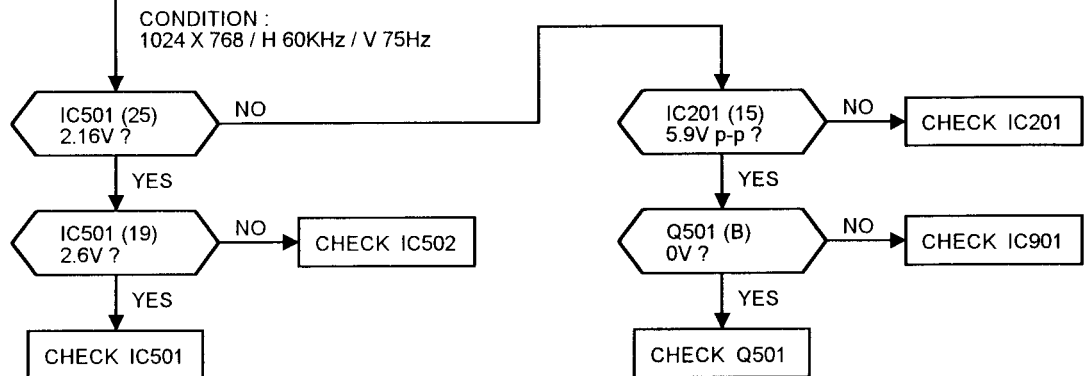 CONDITION :
1024 X 768 / H 60KHz / V 75Hz
IC501 (25)
2.16V ?
NO
YES
IC501 (19)
2.6V ?
NO
CHECK IC502
YES
CHECK IC501
IC201 (15)
5.9V p-p ?
NO
CHECK IC201
YES
Q501 (B)
0V ?
NO
CHECK IC901
YES
CHECK Q501